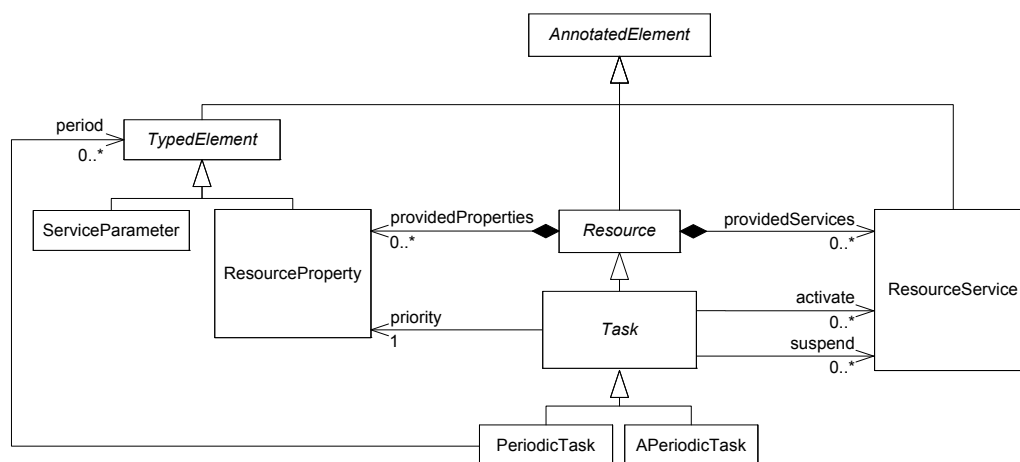 AnnotatedElement
period
TypedElement
0..*
ServiceParameter
providedProperties
Resource
providedServices
0..*
0..*
ResourceProperty
ResourceService
activate
priority
Task
0..*
1
suspend
0..*
PeriodicTask
APeriodicTask